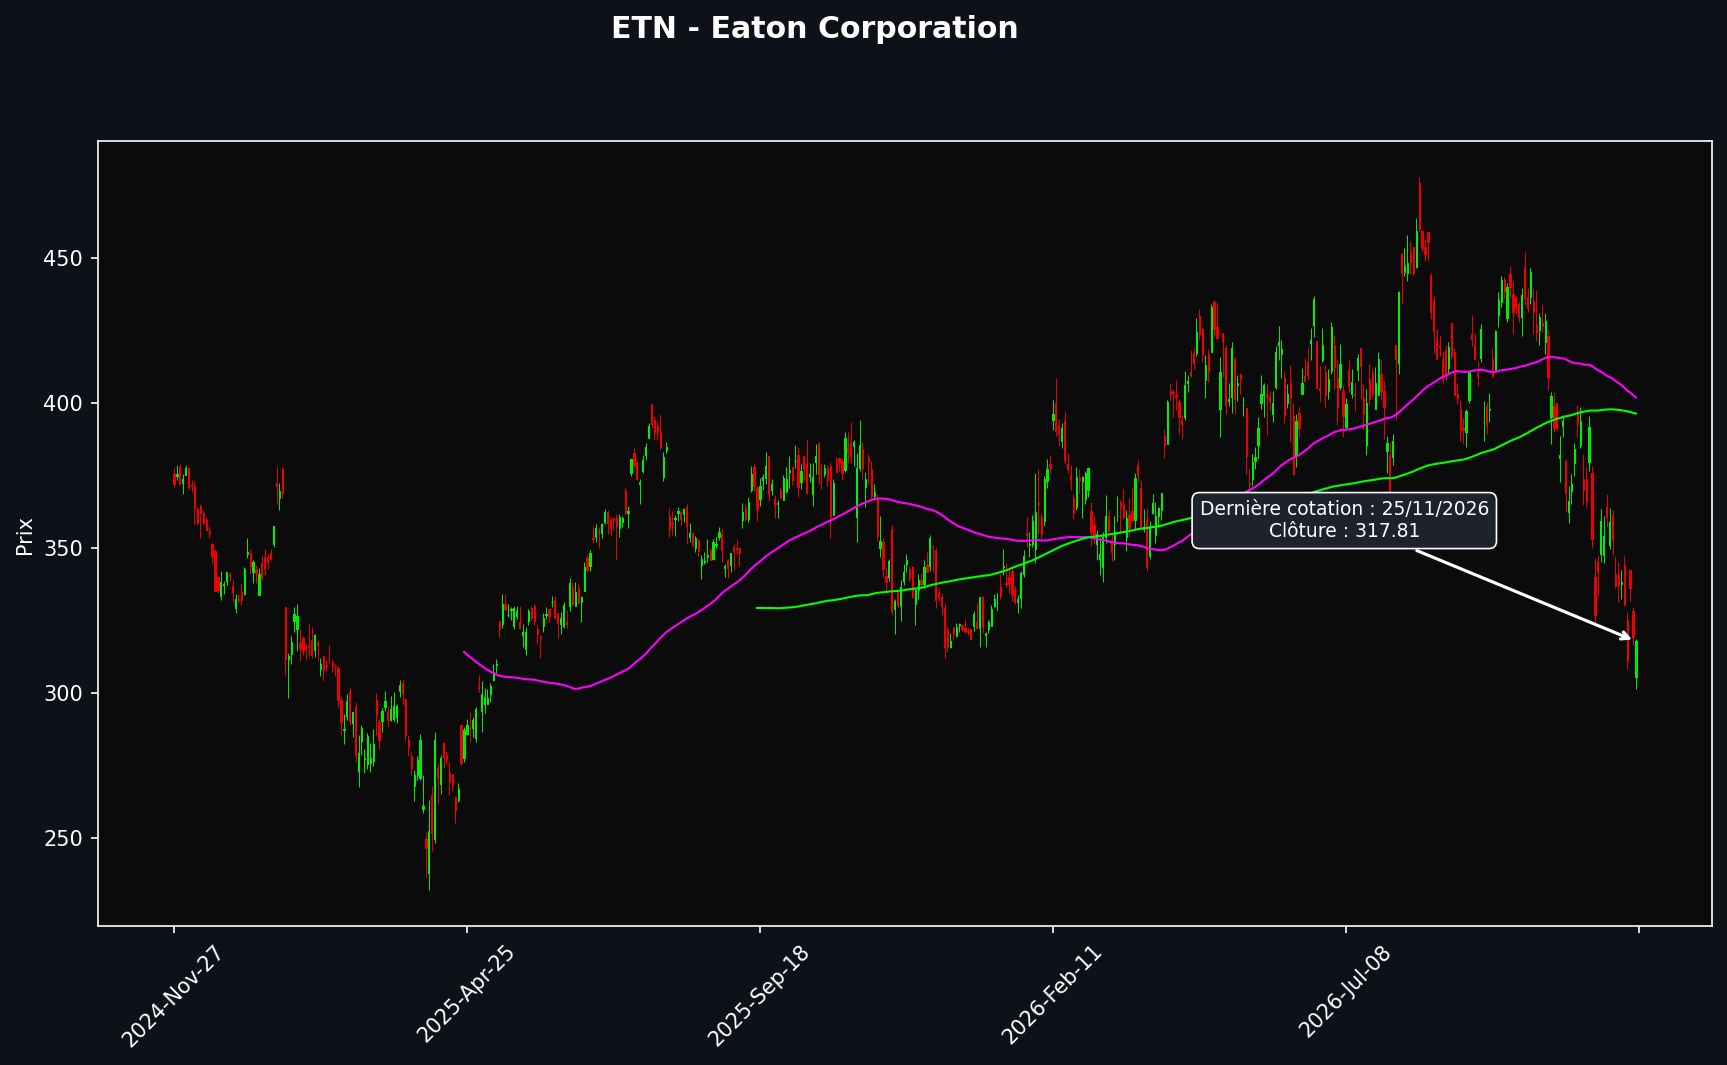 ETN - Eaton Corporation
Prix
450
400
350
300
250
Dernière cotation : 25/11/2026
Clôture : 317.81
2024-Nov-27
2025-Apr-25
2025-Sep-18
2026-Feb-11
2026-Jul-08